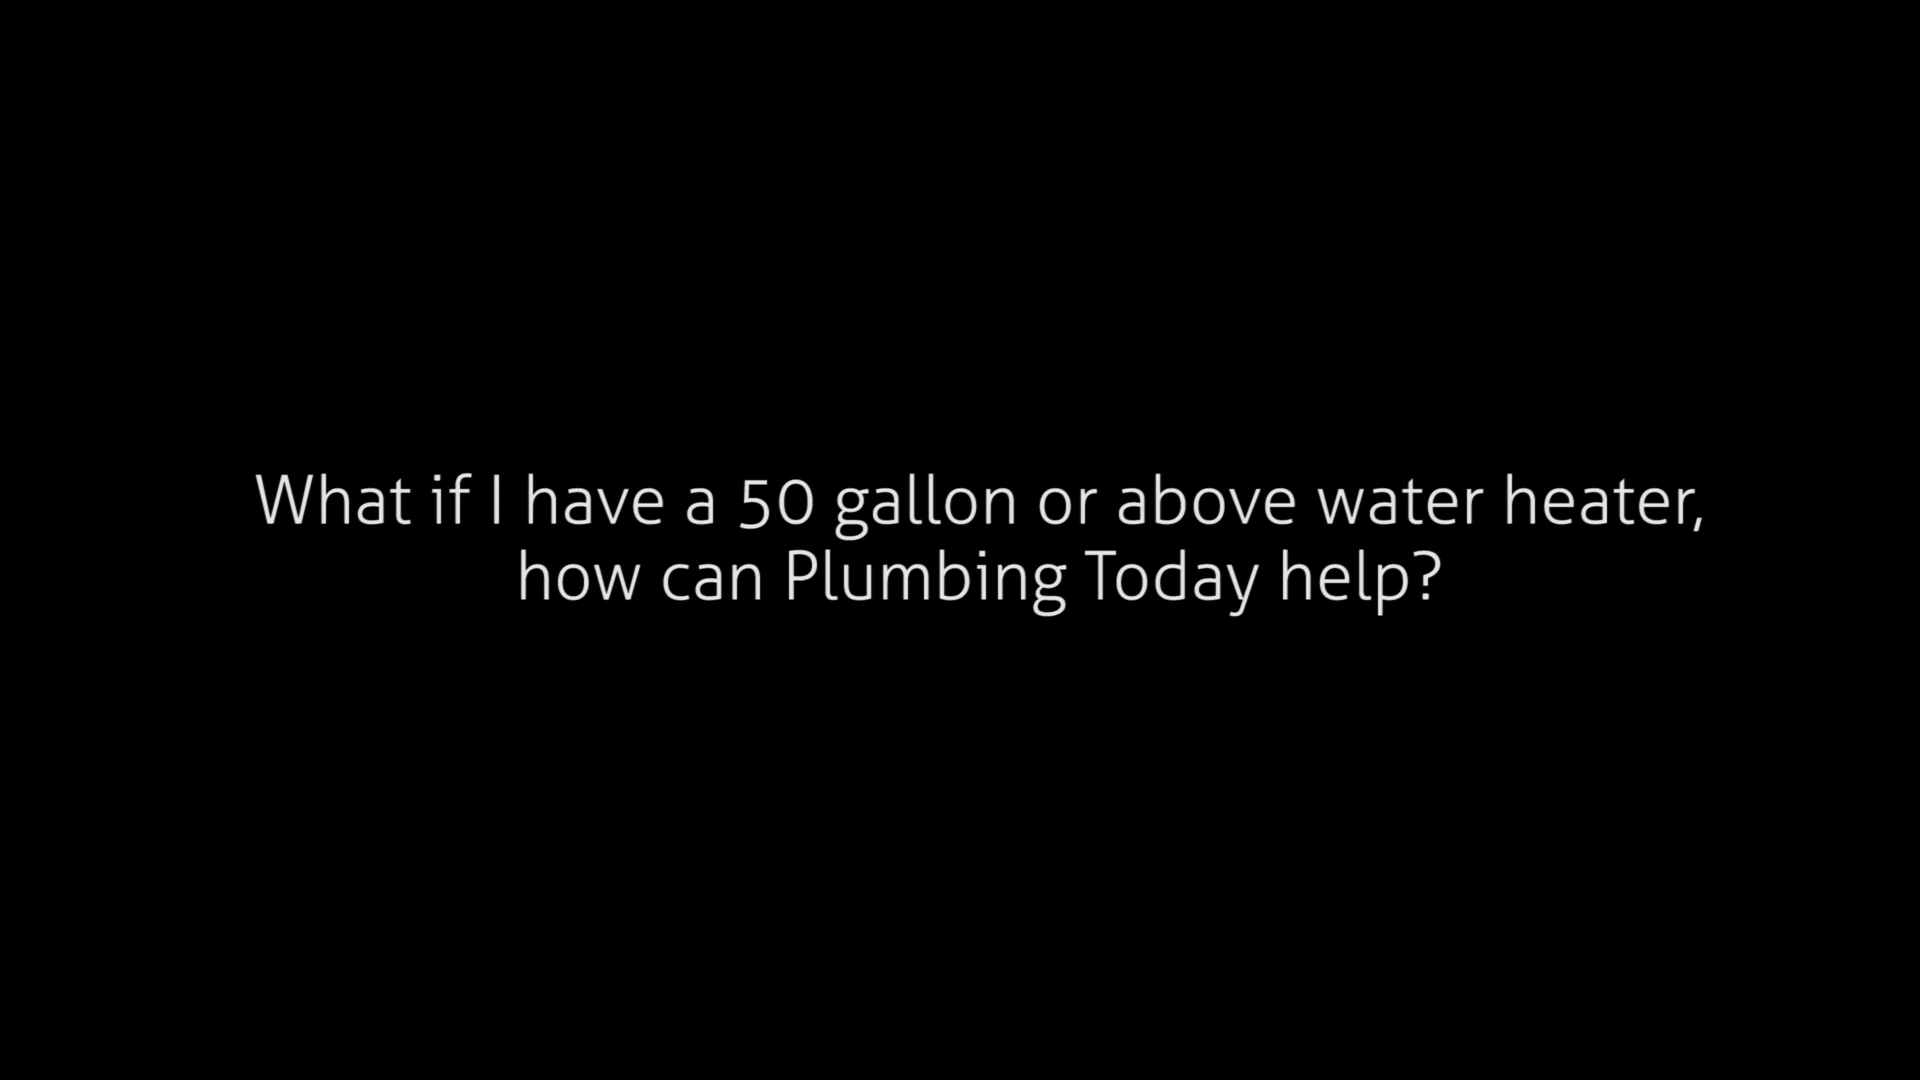 What if I have a 50 gallon or above water heater,
how can Plumbing Today help?